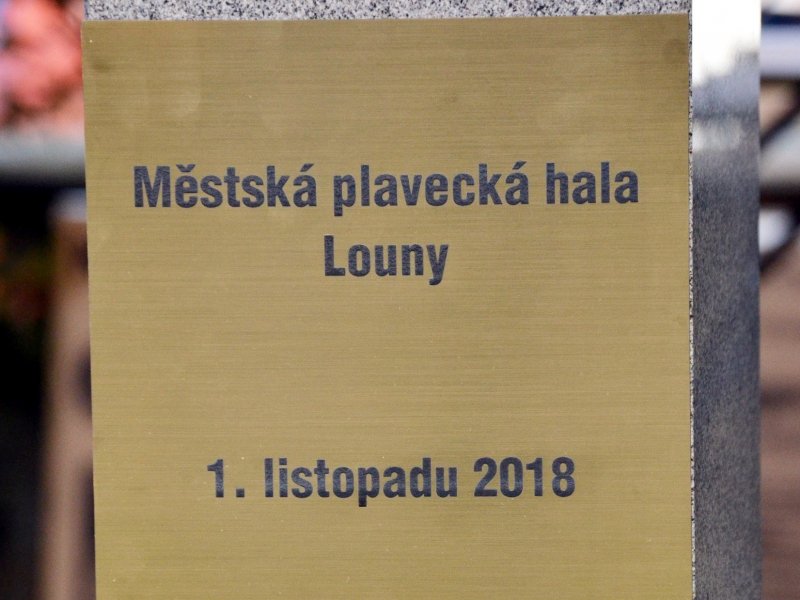 Městská plavecká hala
Louny
1. listopadu 2018